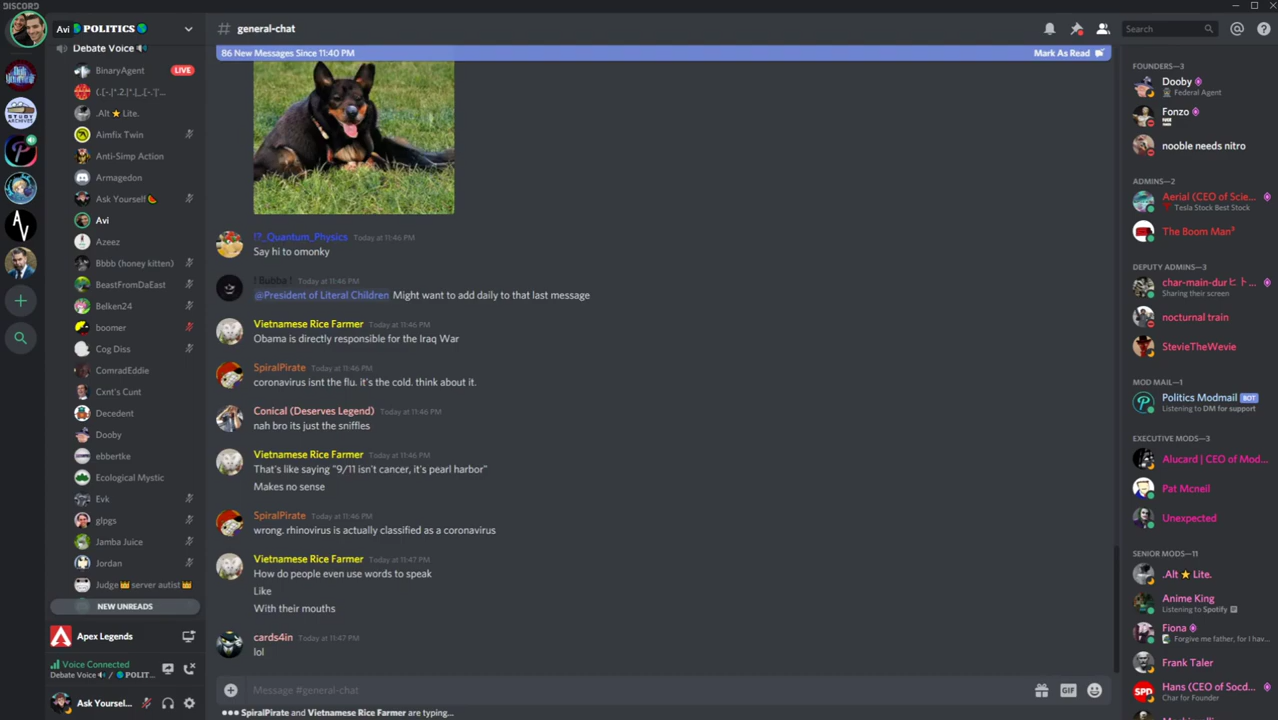 DISCORD
Avi 🌎 POLITICS 🌎
Debate Voice 🔊
BinaryAgent LIVE
.Alt ⭐ Lite.
Aimfix Twin
Anti-Simp Action
Armagedon
Ask Yourself 🍉
Avi
Azeez
Bbbb (honey kitten)
BeastFromDaEast
Belken24
boomer
Cog Diss
ComradEddie
Cxnt's Cunt
Decedent
Dooby
ebbertke
Ecological Mystic
Evk
glpgs
Jamba Juice
Jordan
Judge 👑 server autist 👑
NEW UNREADS
Apex Legends
Voice Connected
Debate Voice 🔊 / 🌎 POLIT...
Ask Yoursel...
# general-chat
Search
86 New Messages Since 11:40 PM
Mark As Read
!?_Quantum_Physics Today at 11:46 PM
Say hi to omonky
! Bubba ! Today at 11:46 PM
@President of Literal Children Might want to add daily to that last message
Vietnamese Rice Farmer Today at 11:46 PM
Obama is directly responsible for the Iraq War
SpiralPirate Today at 11:46 PM
coronavirus isnt the flu. it's the cold. think about it.
Conical (Deserves Legend) Today at 11:46 PM
nah bro its just the sniffles
Vietnamese Rice Farmer Today at 11:46 PM
That's like saying "9/11 isn't cancer, it's pearl harbor"
Makes no sense
SpiralPirate Today at 11:46 PM
wrong. rhinovirus is actually classified as a coronavirus
Vietnamese Rice Farmer Today at 11:47 PM
How do people even use words to speak
Like
With their mouths
cards4in Today at 11:47 PM
lol
Message #general-chat
GIF
SpiralPirate and Vietnamese Rice Farmer are typing...
FOUNDERS—3
Dooby
Federal Agent
Fonzo
nooble needs nitro
ADMINS—2
Aerial (CEO of Scie...
Tesla Stock Best Stock
The Boom Man³
DEPUTY ADMINS—3
char-main-durヒト...
Sharing their screen
nocturnal train
StevieTheWevie
MOD MAIL—1
Politics Modmail BOT
Listening to DM for support
EXECUTIVE MODS—3
Alucard | CEO of Mod...
Pat Mcneil
Unexpected
SENIOR MODS—11
.Alt ⭐ Lite.
Anime King
Listening to Spotify
Fiona
Forgive me father, for I hav...
Frank Taler
Hans (CEO of Socd...
Char for Founder